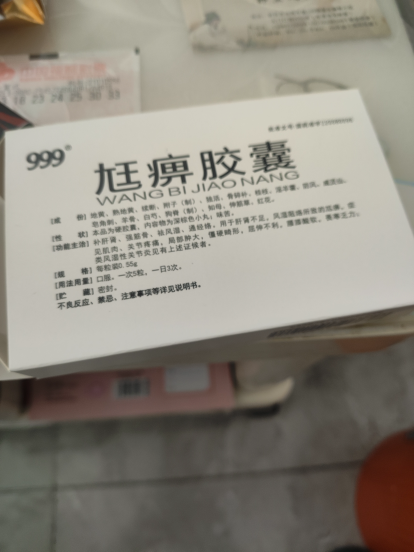 18 23 24 25 30 33
999®
尪痹胶囊
WANG BI JIAO NANG
[成 份] 地黄、熟地黄、续断、附子(制)、独活、骨碎补、桂枝、淫羊藿、防风、威灵仙、
皂角刺、羊骨、白芍、狗脊(制)、知母、伸筋草、红花。
[性 状] 本品为硬胶囊,内容物为深棕色小丸;味苦。
[功能主治] 补肝肾、强筋骨、祛风湿、通经络。用于肝肾不足、风湿阻络所致的尪痹,症
见肌肉、关节疼痛,局部肿大,僵硬畸形,屈伸不利,腰膝酸软,畏寒乏力;
类风湿性关节炎见有上述证候者。
[规 格] 每粒装0.55g
[用法用量] 口服。一次5粒,一日3次。
[贮 藏] 密封。
不良反应、禁忌、注意事项等详见说明书。